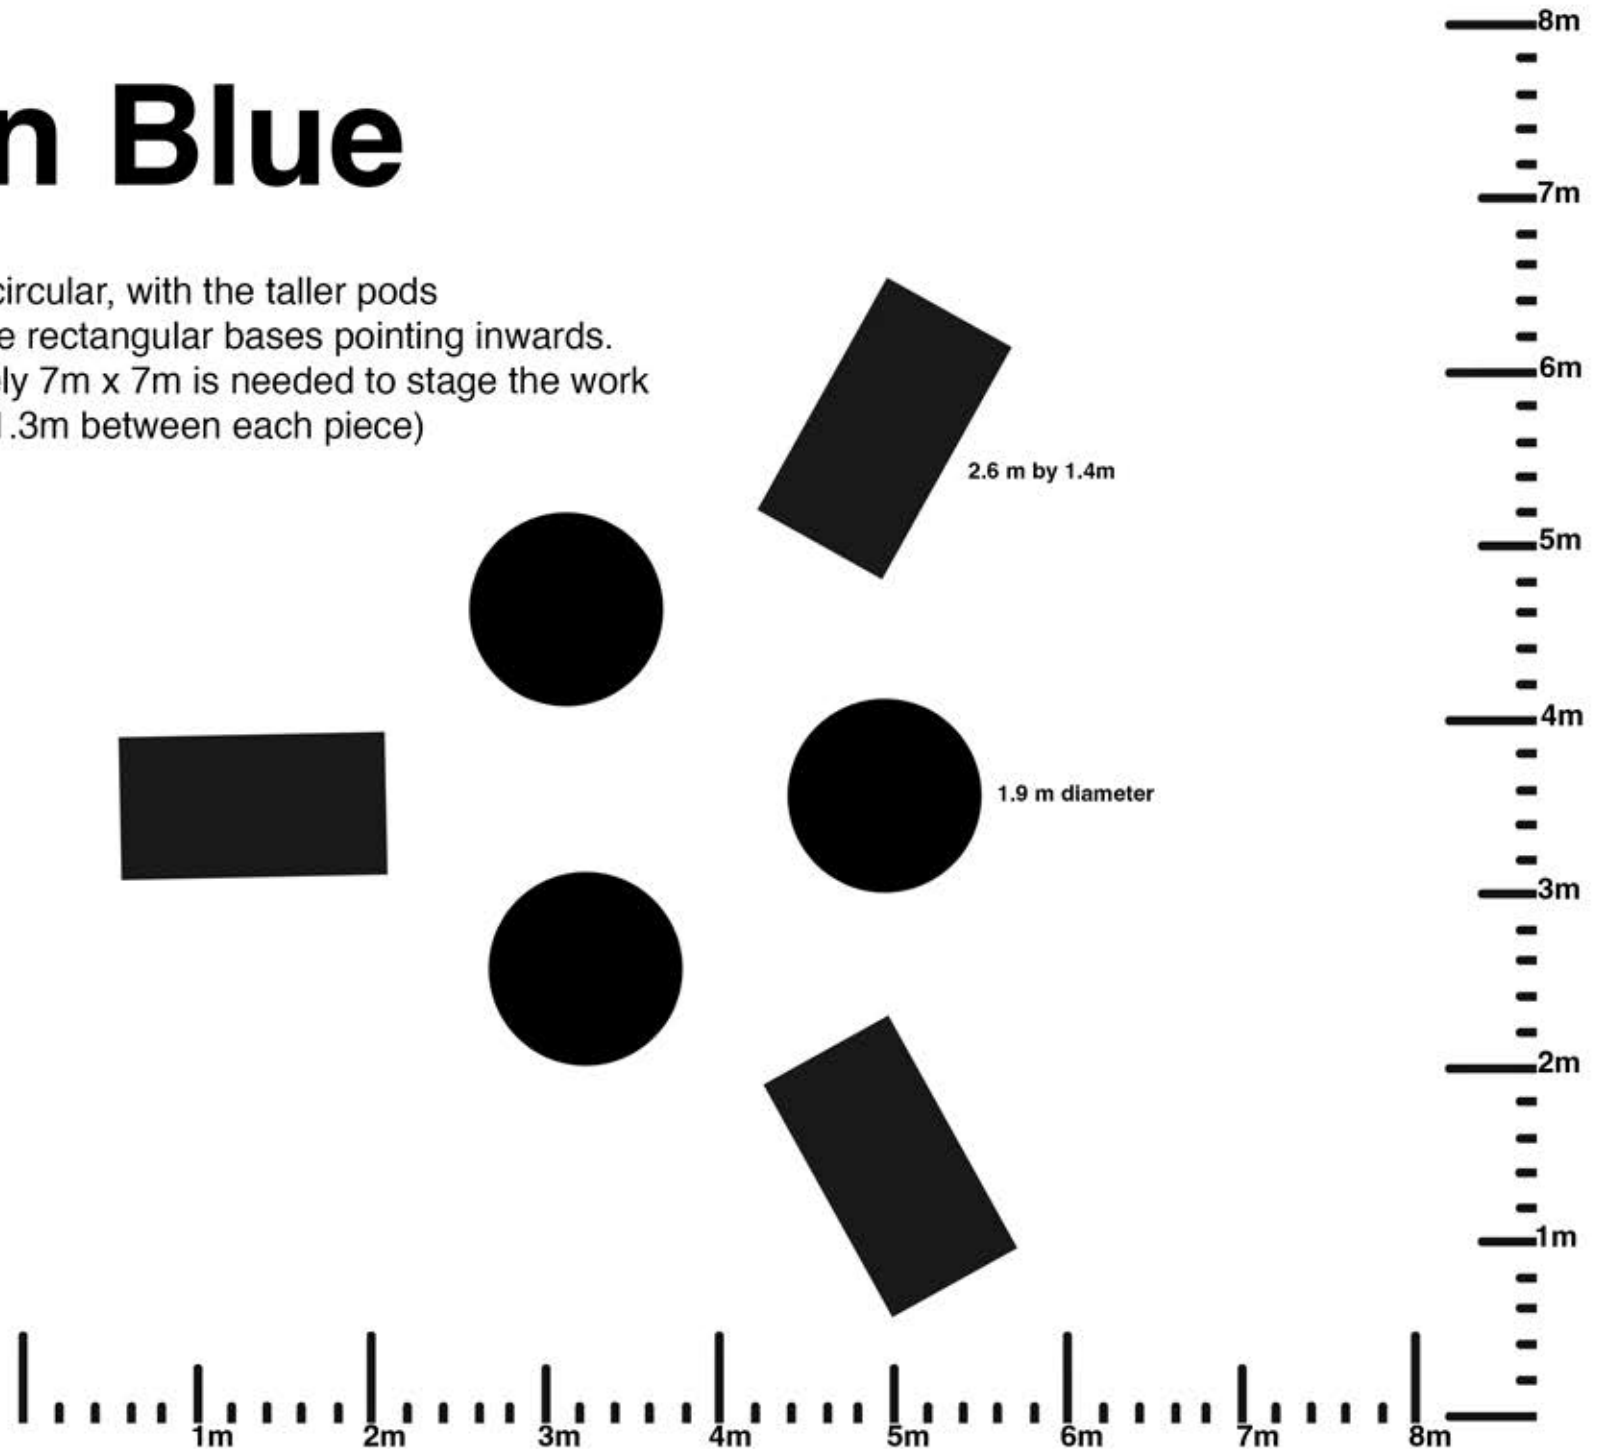 n Blue
circular, with the taller pods
e rectangular bases pointing inwards.
ely 7m x 7m is needed to stage the work
1.3m between each piece)
2.6 m by 1.4m
1.9 m diameter
8m
7m
6m
5m
4m
3m
2m
1m
1m 2m 3m 4m 5m 6m 7m 8m